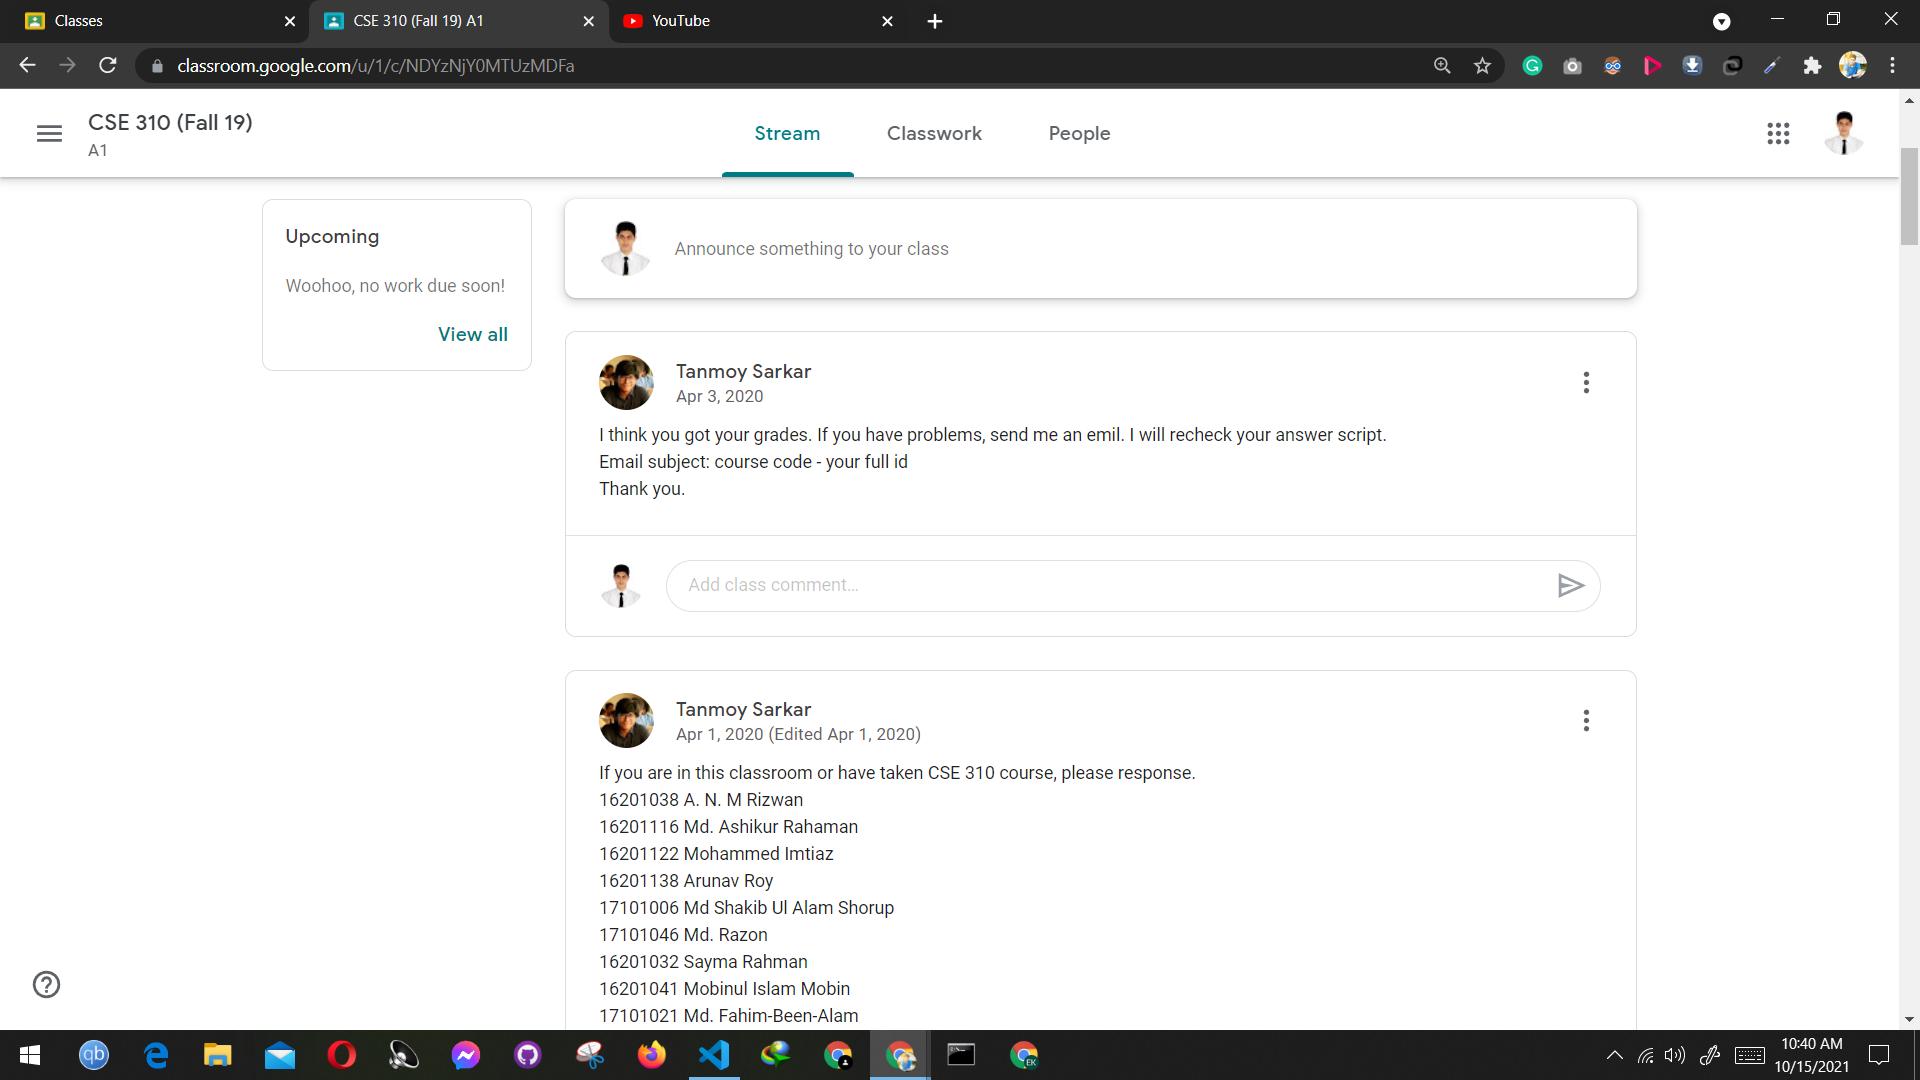 Classes
CSE 310 (Fall 19) A1
YouTube
classroom.google.com/u/1/c/NDYzNjY0MTUzMDFa
CSE 310 (Fall 19)
A1
Stream
Classwork
People
Upcoming
Woohoo, no work due soon!
View all
Announce something to your class
Tanmoy Sarkar
Apr 3, 2020
I think you got your grades. If you have problems, send me an emil. I will recheck your answer script.
Email subject: course code - your full id
Thank you.
Add class comment...
Tanmoy Sarkar
Apr 1, 2020 (Edited Apr 1, 2020)
If you are in this classroom or have taken CSE 310 course, please response.
16201038 A. N. M Rizwan
16201116 Md. Ashikur Rahaman
16201122 Mohammed Imtiaz
16201138 Arunav Roy
17101006 Md Shakib Ul Alam Shorup
17101046 Md. Razon
16201032 Sayma Rahman
16201041 Mobinul Islam Mobin
17101021 Md. Fahim-Been-Alam
qb
EK
10:40 AM
10/15/2021